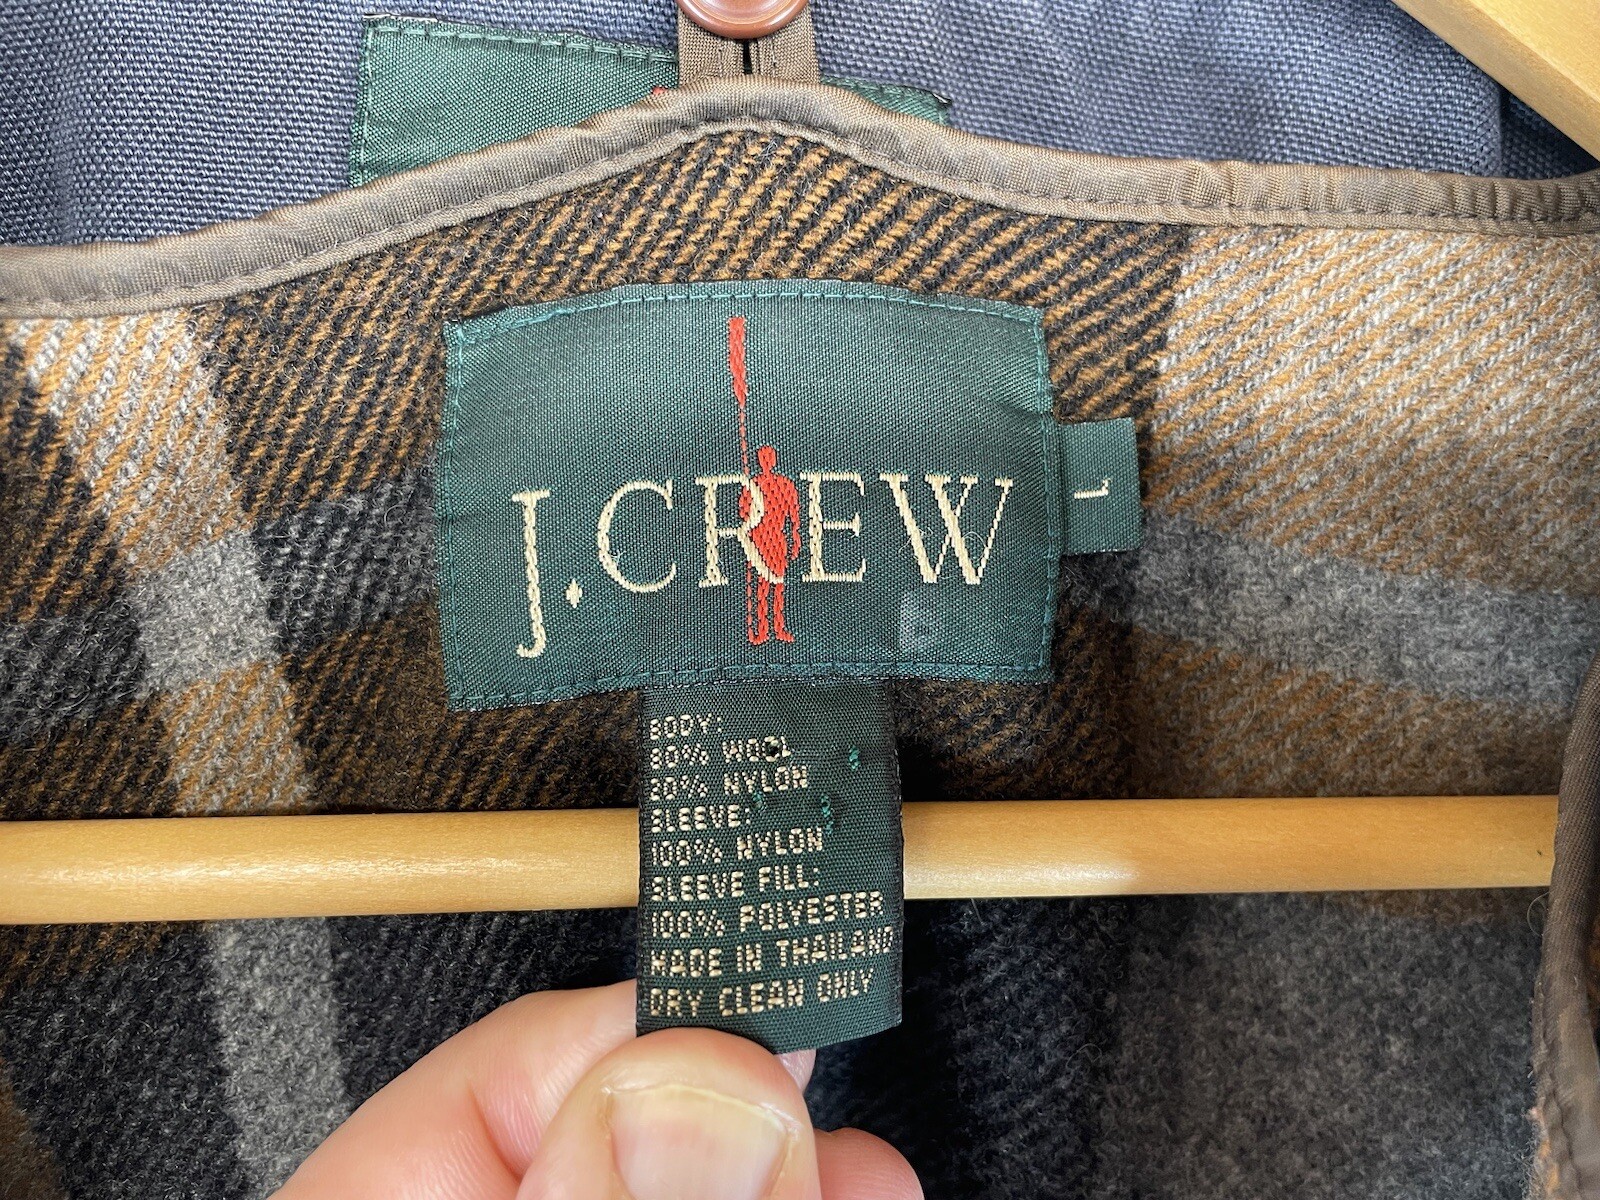 J.CREW
L
BODY:
80% WOOL
20% NYLON
SLEEVE:
100% NYLON
SLEEVE FILL:
100% POLYESTER
MADE IN THAILAND
DRY CLEAN ONLY